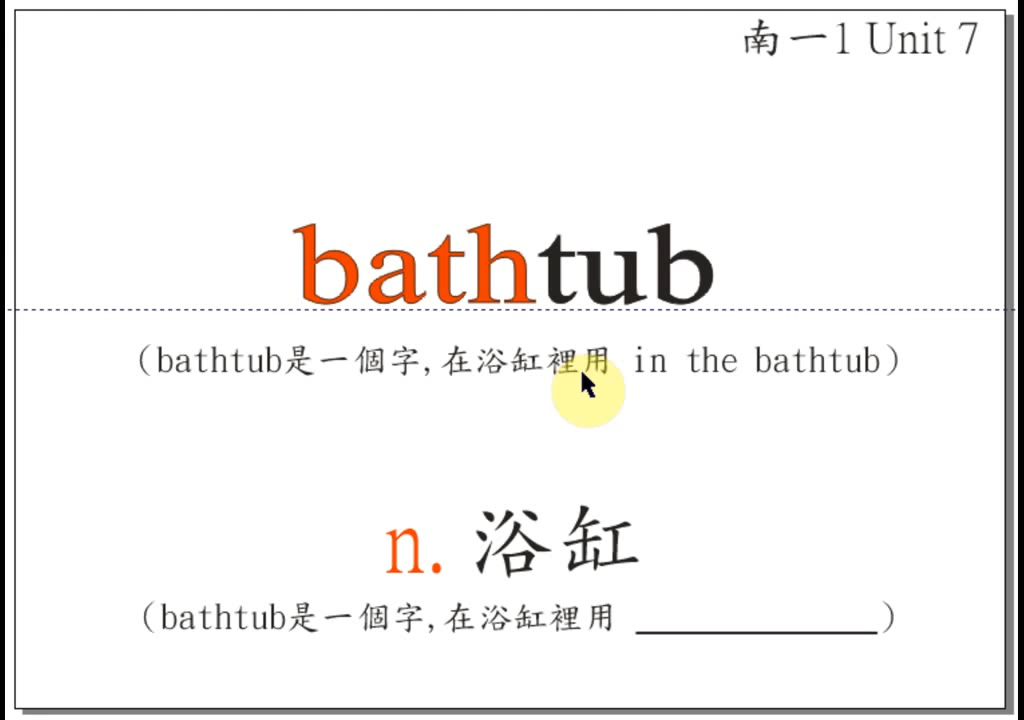 南一1 Unit 7
bathtub
(bathtub是一個字,在浴缸裡用 in the bathtub)
n. 浴缸
(bathtub是一個字,在浴缸裡用 ________)